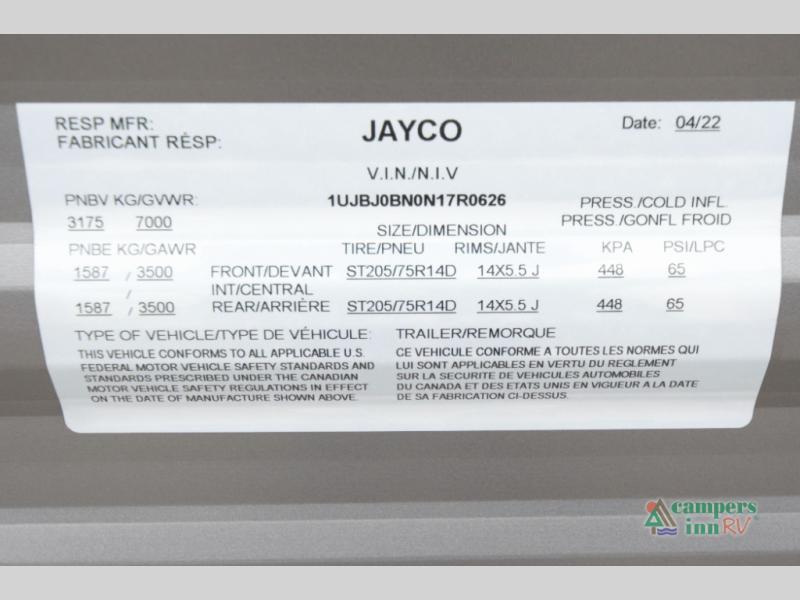 RESP MFR:
FABRICANT RÉSP:
JAYCO
Date: 04/22
V.I.N./N.I.V
1UJBJ0BN0N17R0626
PNBV KG/GVWR:
3175 7000
PRESS./COLD INFL.
PRESS./GONFL FROID
SIZE/DIMENSION
PNBE KG/GAWR TIRE/PNEU RIMS/JANTE KPA PSI/LPC
1587 / 3500 FRONT/DEVANT ST205/75R14D 14X5.5 J 448 65
/ INT/CENTRAL
1587 / 3500 REAR/ARRIÈRE ST205/75R14D 14X5.5 J 448 65
TYPE OF VEHICLE/TYPE DE VÉHICULE: TRAILER/REMORQUE
THIS VEHICLE CONFORMS TO ALL APPLICABLE U.S.
FEDERAL MOTOR VEHICLE SAFETY STANDARDS AND
STANDARDS PRESCRIBED UNDER THE CANADIAN
MOTOR VEHICLE SAFETY REGULATIONS IN EFFECT
ON THE DATE OF MANUFACTURE SHOWN ABOVE.
CE VEHICULE CONFORME A TOUTES LES NORMES QUI
LUI SONT APPLICABLES EN VERTU DU REGLEMENT
SUR LA SECURITE DE VEHICULES AUTOMOBILES
DU CANADA ET DES ETATS UNIS EN VIGUEUR A LA DATE
DE SA FABRICATION CI-DESSUS.
campers
inn RV